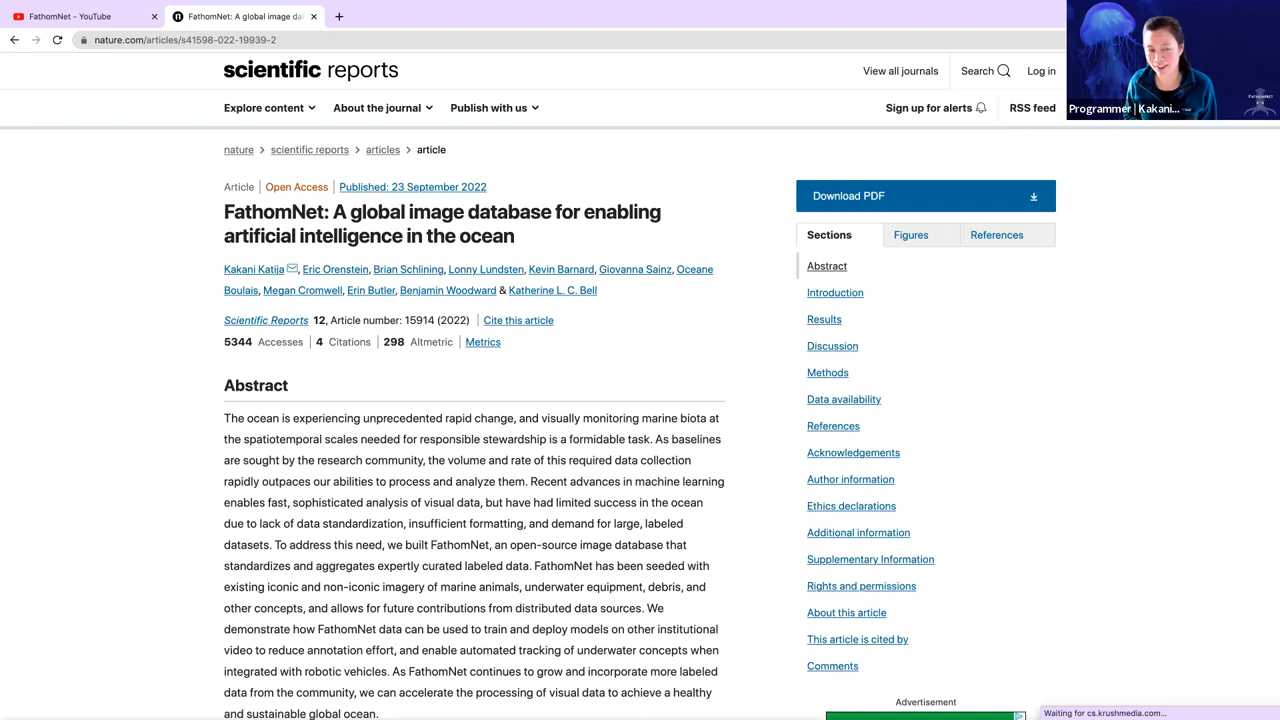 FathomNet - YouTube
FathomNet: A global image dat
nature.com/articles/s41598-022-19939-2
scientific reports
View all journals
Search
Log in
Explore content
About the journal
Publish with us
Sign up for alerts
RSS feed
Programmer | Kakani...
FATHOMNET
nature > scientific reports > articles > article
Article | Open Access | Published: 23 September 2022
FathomNet: A global image database for enabling
artificial intelligence in the ocean
Kakani Katija, Eric Orenstein, Brian Schlining, Lonny Lundsten, Kevin Barnard, Giovanna Sainz, Oceane
Boulais, Megan Cromwell, Erin Butler, Benjamin Woodward & Katherine L. C. Bell
Scientific Reports 12, Article number: 15914 (2022) | Cite this article
5344 Accesses | 4 Citations | 298 Altmetric | Metrics
Abstract
The ocean is experiencing unprecedented rapid change, and visually monitoring marine biota at
the spatiotemporal scales needed for responsible stewardship is a formidable task. As baselines
are sought by the research community, the volume and rate of this required data collection
rapidly outpaces our abilities to process and analyze them. Recent advances in machine learning
enables fast, sophisticated analysis of visual data, but have had limited success in the ocean
due to lack of data standardization, insufficient formatting, and demand for large, labeled
datasets. To address this need, we built FathomNet, an open-source image database that
standardizes and aggregates expertly curated labeled data. FathomNet has been seeded with
existing iconic and non-iconic imagery of marine animals, underwater equipment, debris, and
other concepts, and allows for future contributions from distributed data sources. We
demonstrate how FathomNet data can be used to train and deploy models on other institutional
video to reduce annotation effort, and enable automated tracking of underwater concepts when
integrated with robotic vehicles. As FathomNet continues to grow and incorporate more labeled
data from the community, we can accelerate the processing of visual data to achieve a healthy
and sustainable global ocean.
Download PDF
Sections
Figures
References
Abstract
Introduction
Results
Discussion
Methods
Data availability
References
Acknowledgements
Author information
Ethics declarations
Additional information
Supplementary Information
Rights and permissions
About this article
This article is cited by
Comments
Advertisement
Waiting for cs.krushmedia.com...